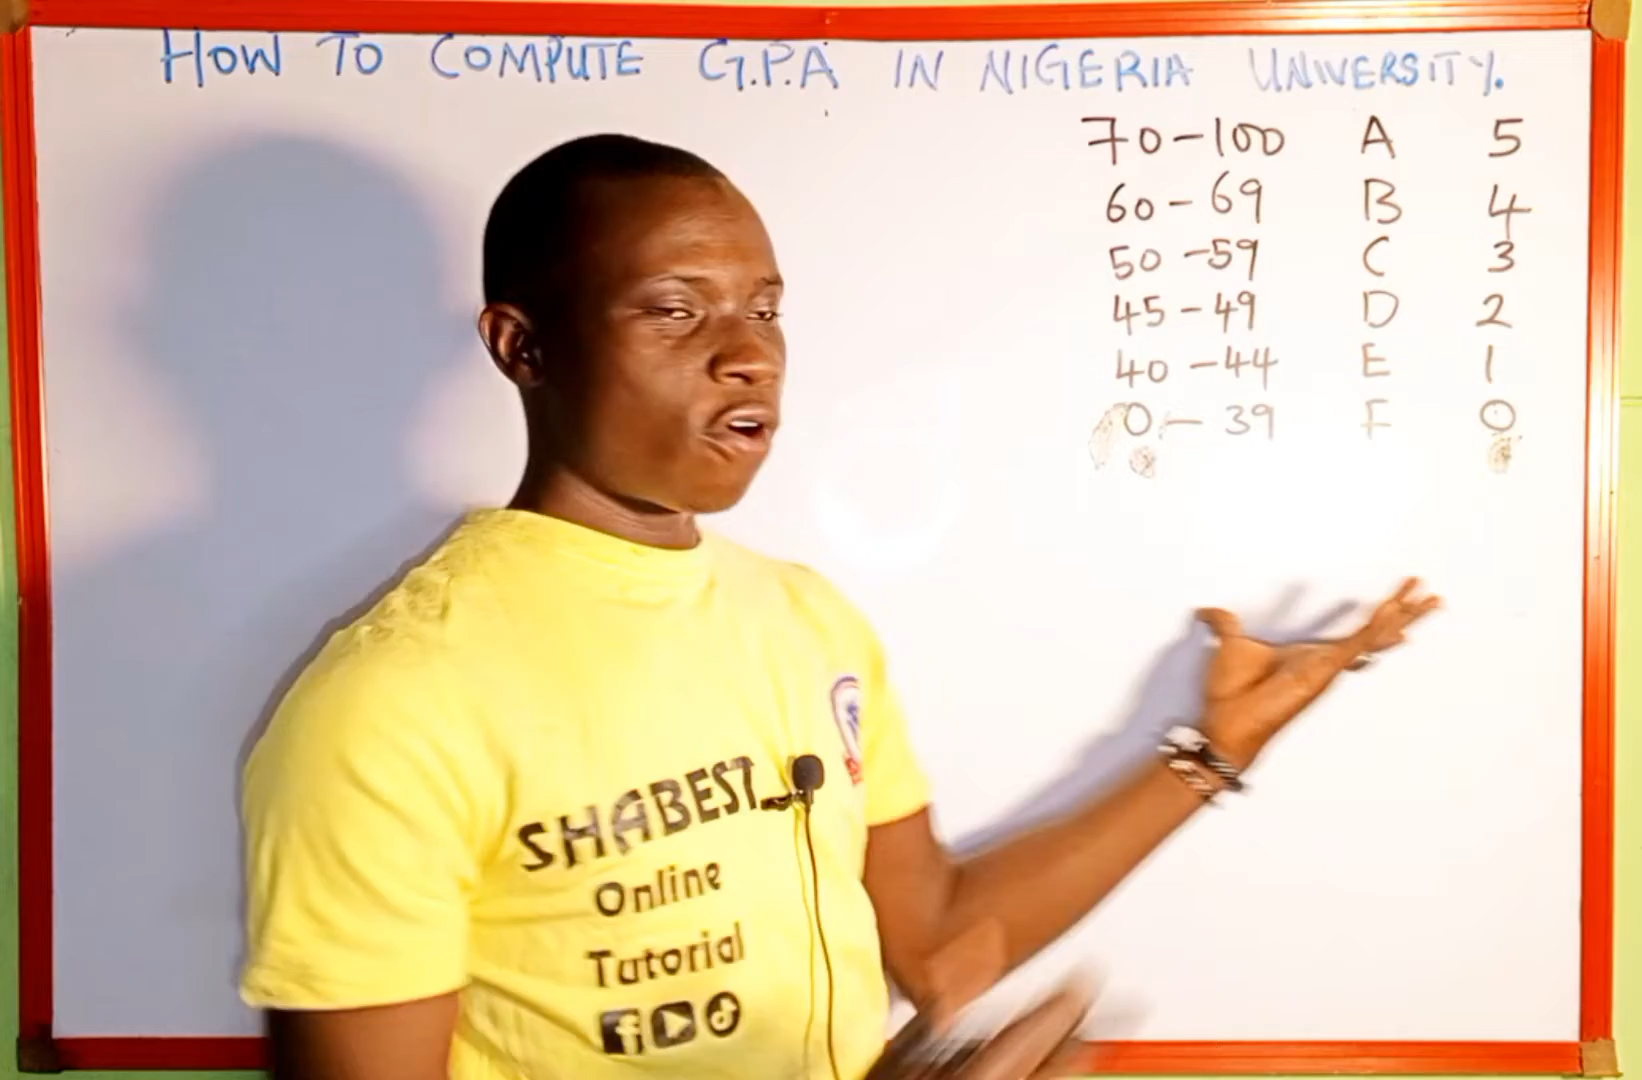 HOW TO COMPUTE G.P.A IN NIGERIA UNIVERSITY.
70-100 A 5
60-69 B 4
50-59 C 3
45-49 D 2
40-44 E 1
0-39 F 0
SHABEST
Online
Tutorial